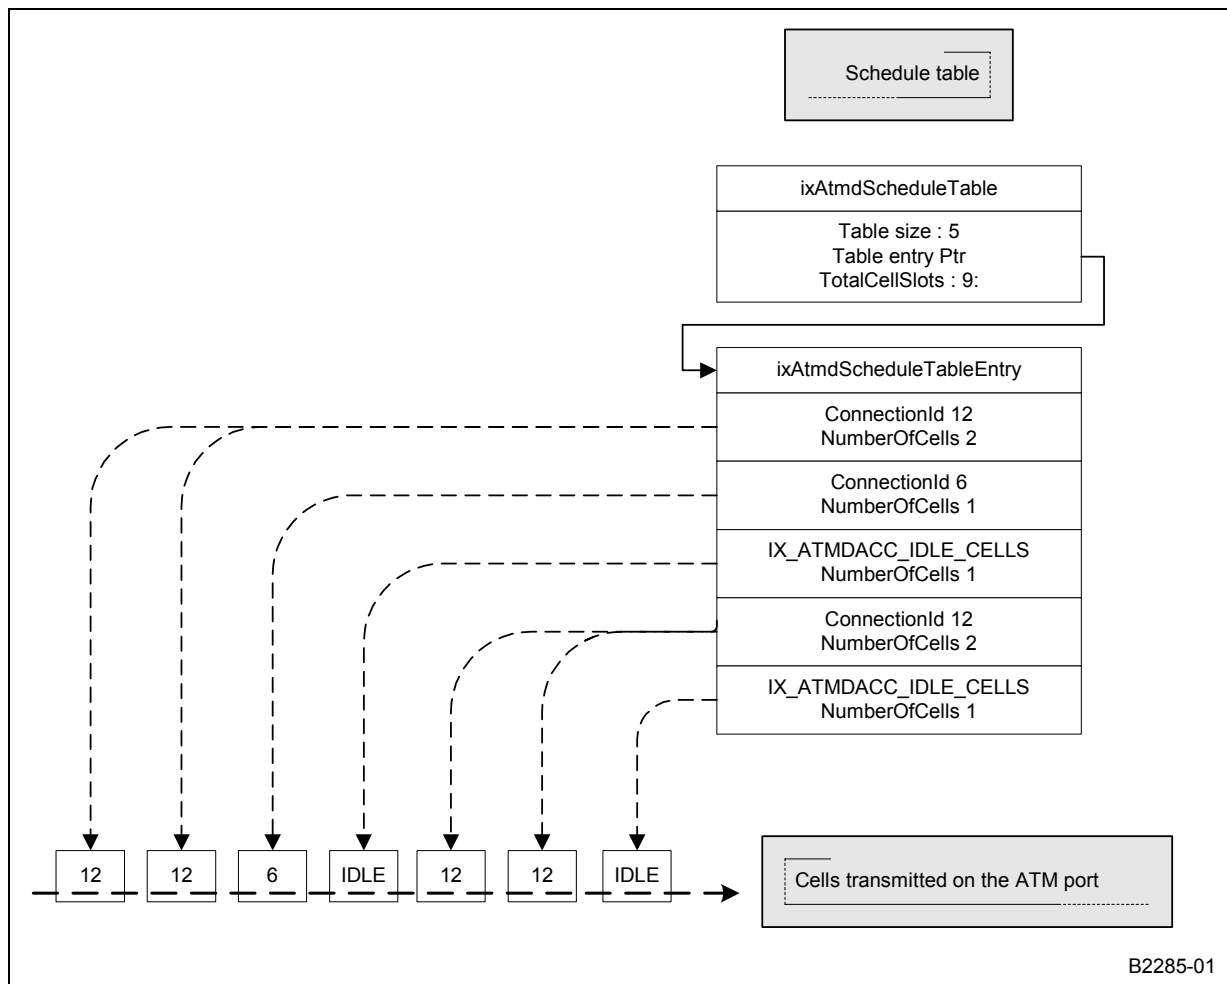 Schedule table
ixAtmdScheduleTable
Table size : 5
Table entry Ptr
TotalCellSlots : 9:
ixAtmdScheduleTableEntry
ConnectionId 12
NumberOfCells 2
ConnectionId 6
NumberOfCells 1
IX_ATMDACC_IDLE_CELLS
NumberOfCells 1
ConnectionId 12
NumberOfCells 2
IX_ATMDACC_IDLE_CELLS
NumberOfCells 1
12 12 6 IDLE 12 12 IDLE
Cells transmitted on the ATM port
B2285-01